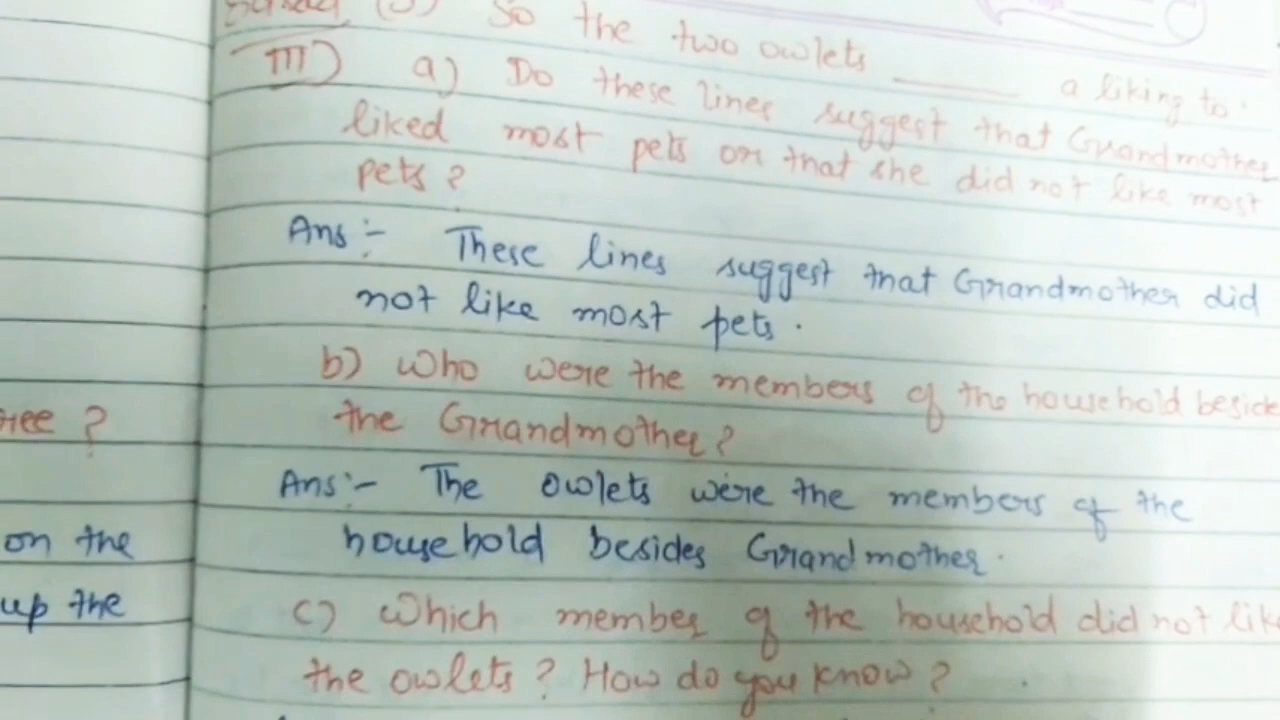 (5) So the two owlets ______ a liking to
III) a) Do these lines suggest that Grandmother
liked most pets or that she did not like most
pets ?
Ans :- These lines suggest that Grandmother did
not like most pets .
b) Who were the members of the household beside
the Grandmother ?
ree ?
Ans :- The owlets were the members of the
household besides Grandmother .
on the
up the
c) Which member of the household did not lik
the owlets ? How do you know ?